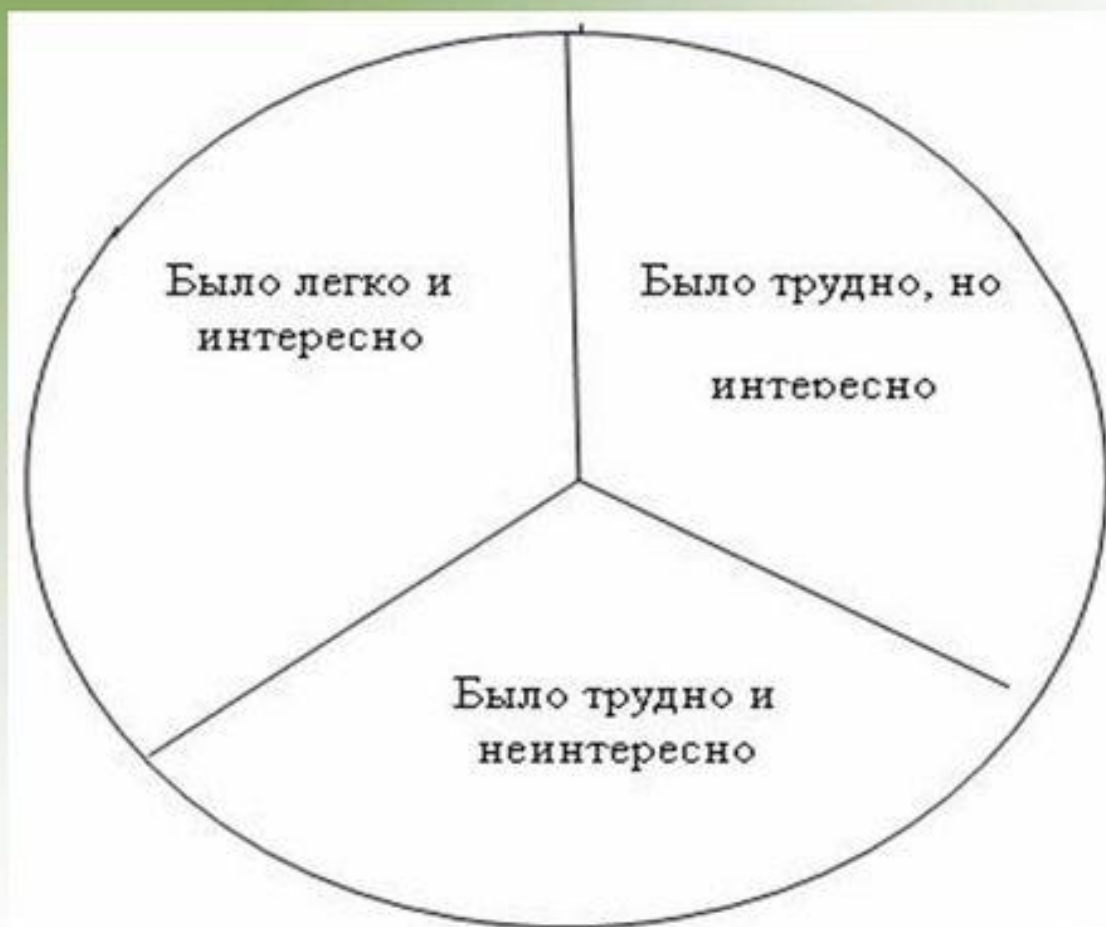 Было легко и
интересно
Было трудно, но
интересно
Было трудно и
неинтересно